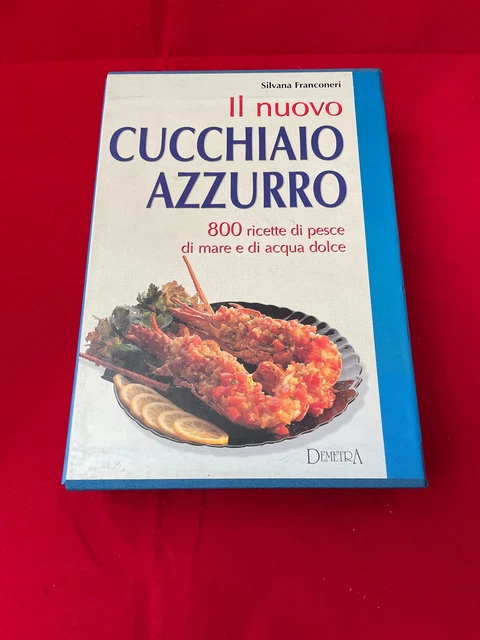 Silvana Franconeri
Il nuovo
CUCCHIAIO
AZZURRO
800 ricette di pesce
di mare e di acqua dolce
DEMETRA